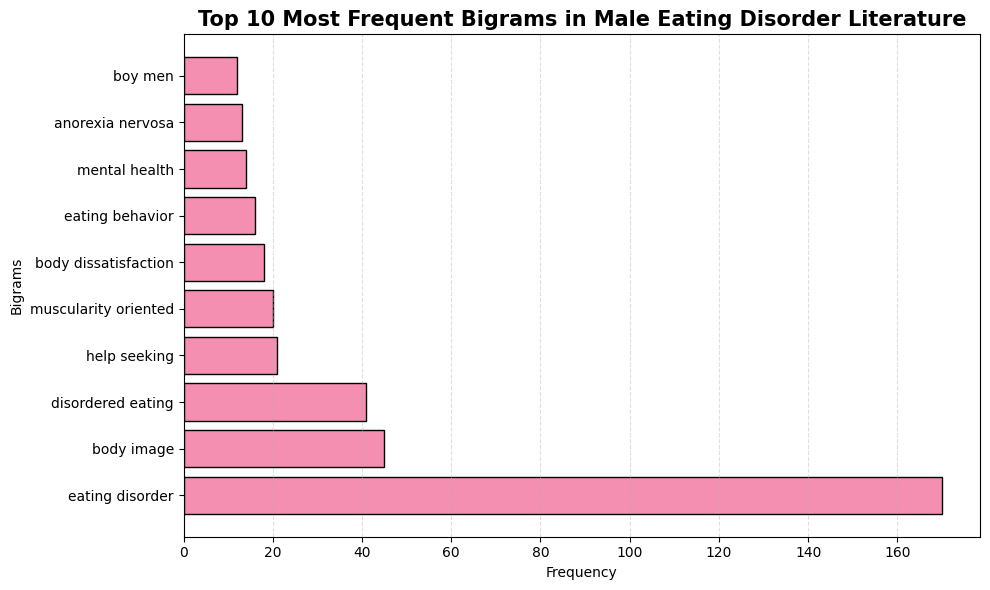 Top 10 Most Frequent Bigrams in Male Eating Disorder Literature
boy men
anorexia nervosa
mental health
eating behavior
body dissatisfaction
muscularity oriented
help seeking
disordered eating
body image
eating disorder
Bigrams
0 20 40 60 80 100 120 140 160
Frequency